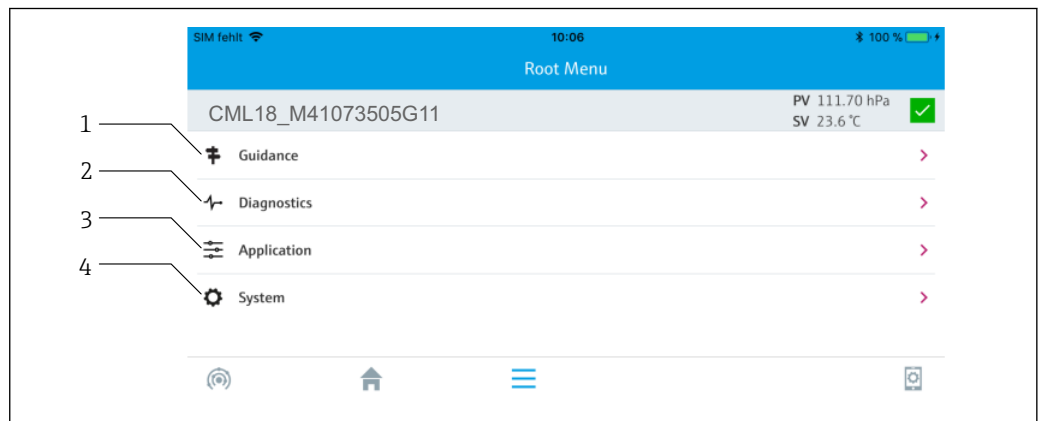 SIM fehlt 10:06 100 %
Root Menu
CML18_M41073505G11
PV 111.70 hPa
SV 23.6 °C
1
Guidance
2
Diagnostics
3
Application
4
System